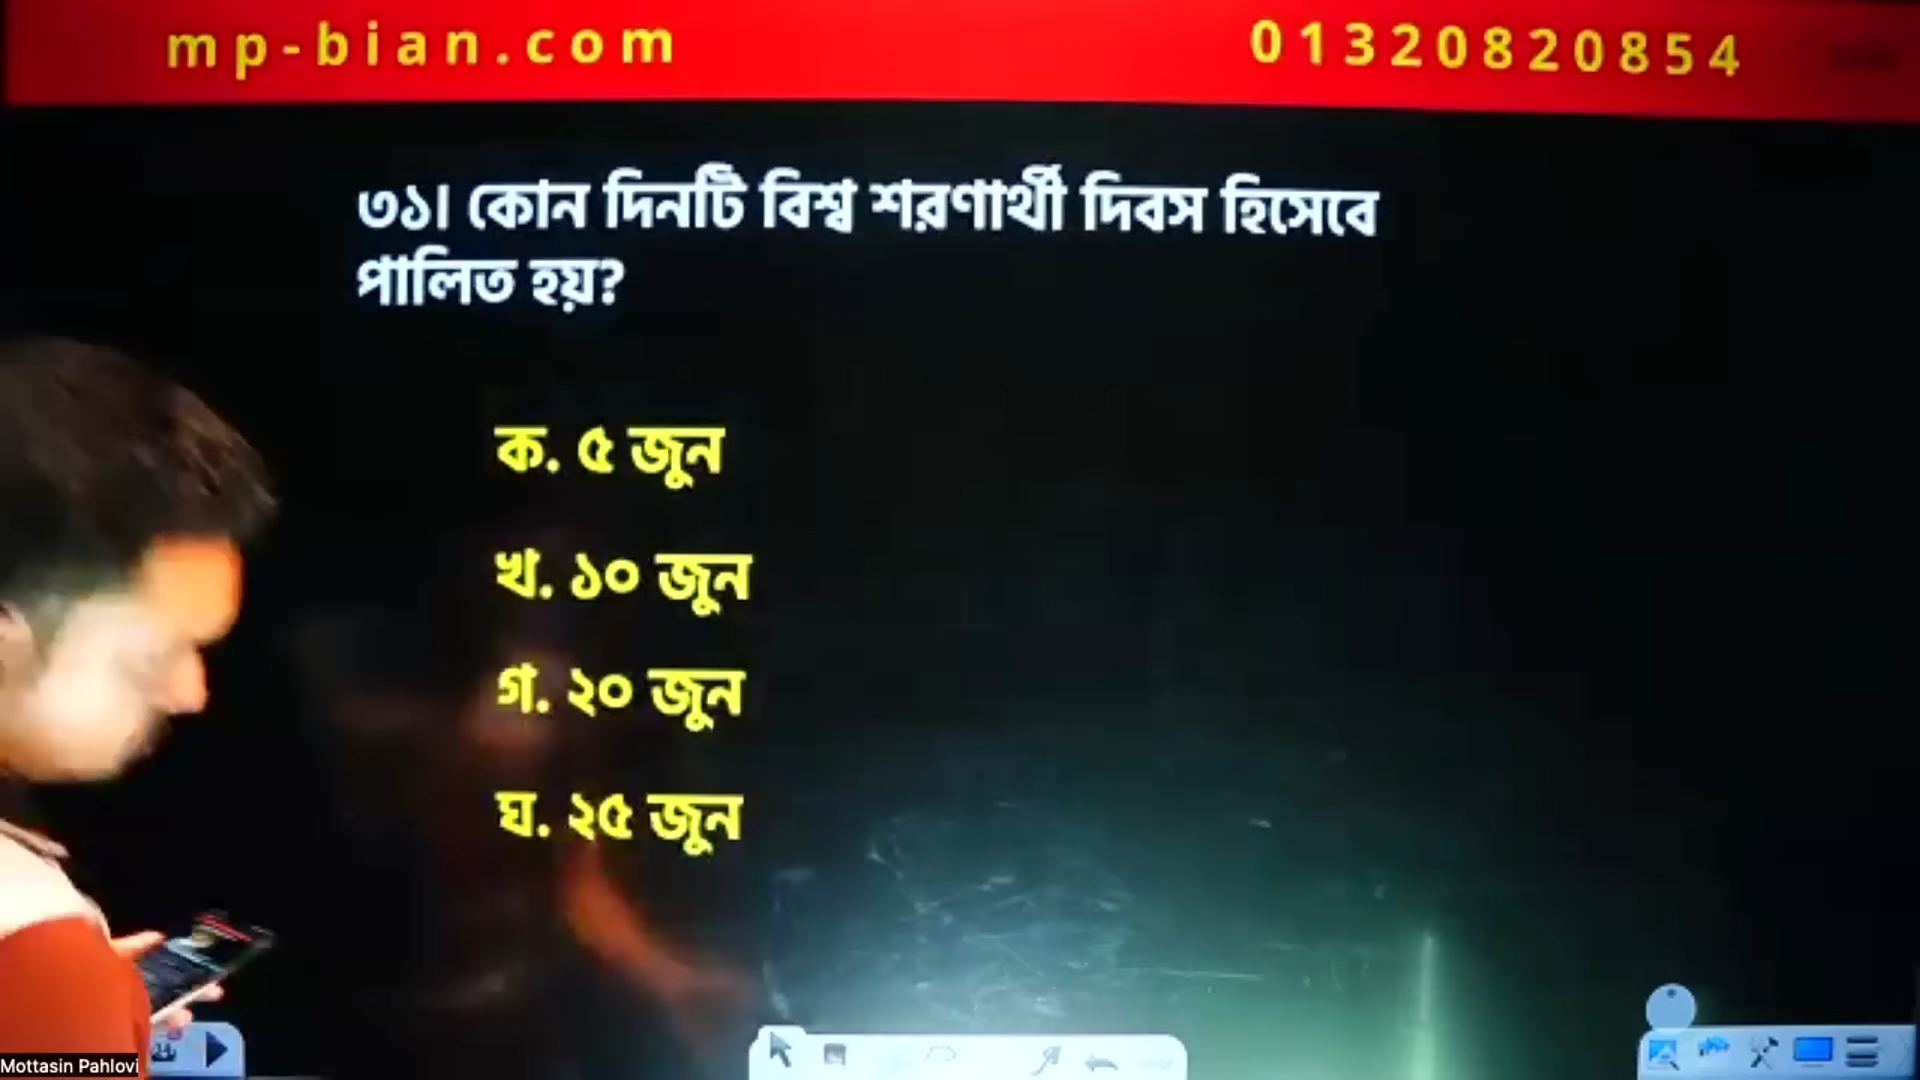 mp-bian.com 01320820854
৩১। কোন দিনটি বিশ্ব শরণার্থী দিবস হিসেবে
পালিত হয়?
ক. ৫ জুন
খ. ১০ জুন
গ. ২০ জুন
ঘ. ২৫ জুন
Mottasin Pahlovi